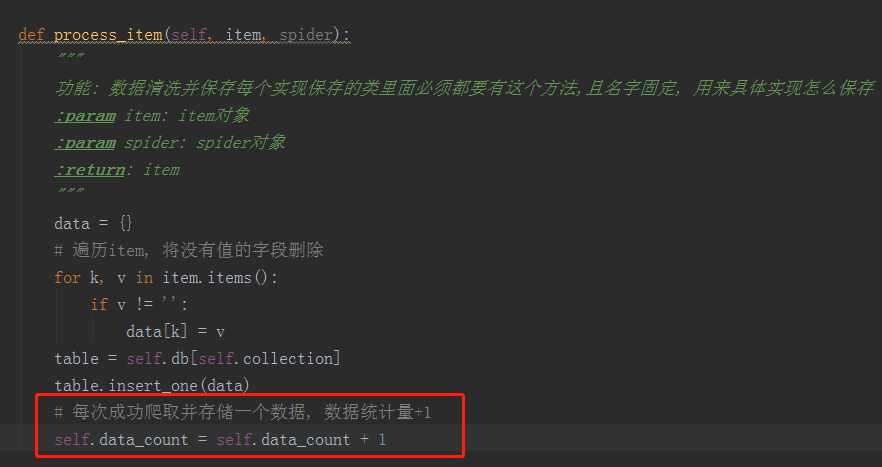 def process_item(self, item, spider):
"""
功能: 数据清洗并保存每个实现保存的类里面必须都要有这个方法,且名字固定, 用来具体实现怎么保存
:param item: item对象
:param spider: spider对象
:return: item
"""
data = {}
# 遍历item, 将没有值的字段删除
for k, v in item.items():
if v != '':
data[k] = v
table = self.db[self.collection]
table.insert_one(data)
# 每次成功爬取并存储一个数据, 数据统计量+1
self.data_count = self.data_count + 1